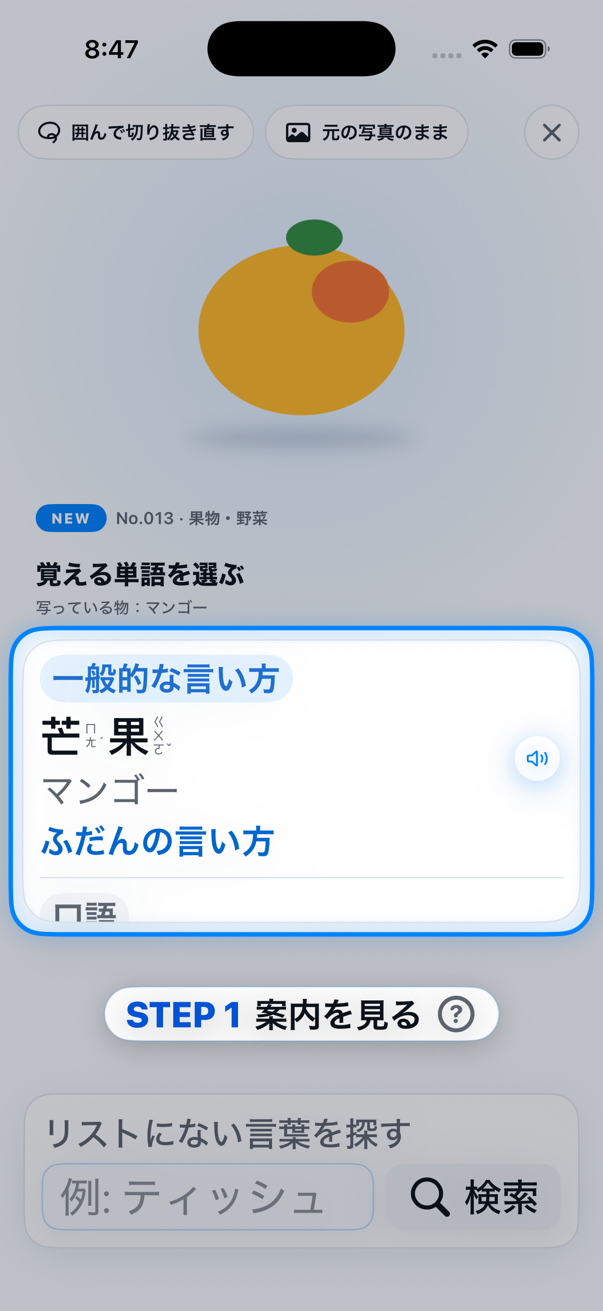 8:47
囲んで切り抜き直す
元の写真のまま
NEW No.013・果物・野菜
覚える単語を選ぶ
写っている物：マンゴー
一般的な言い方
芒ㄇㄤˊ果ㄍㄨㄛˇ
マンゴー
ふだんの言い方
口語
STEP 1 案内を見る ?
リストにない言葉を探す
例: ティッシュ
検索